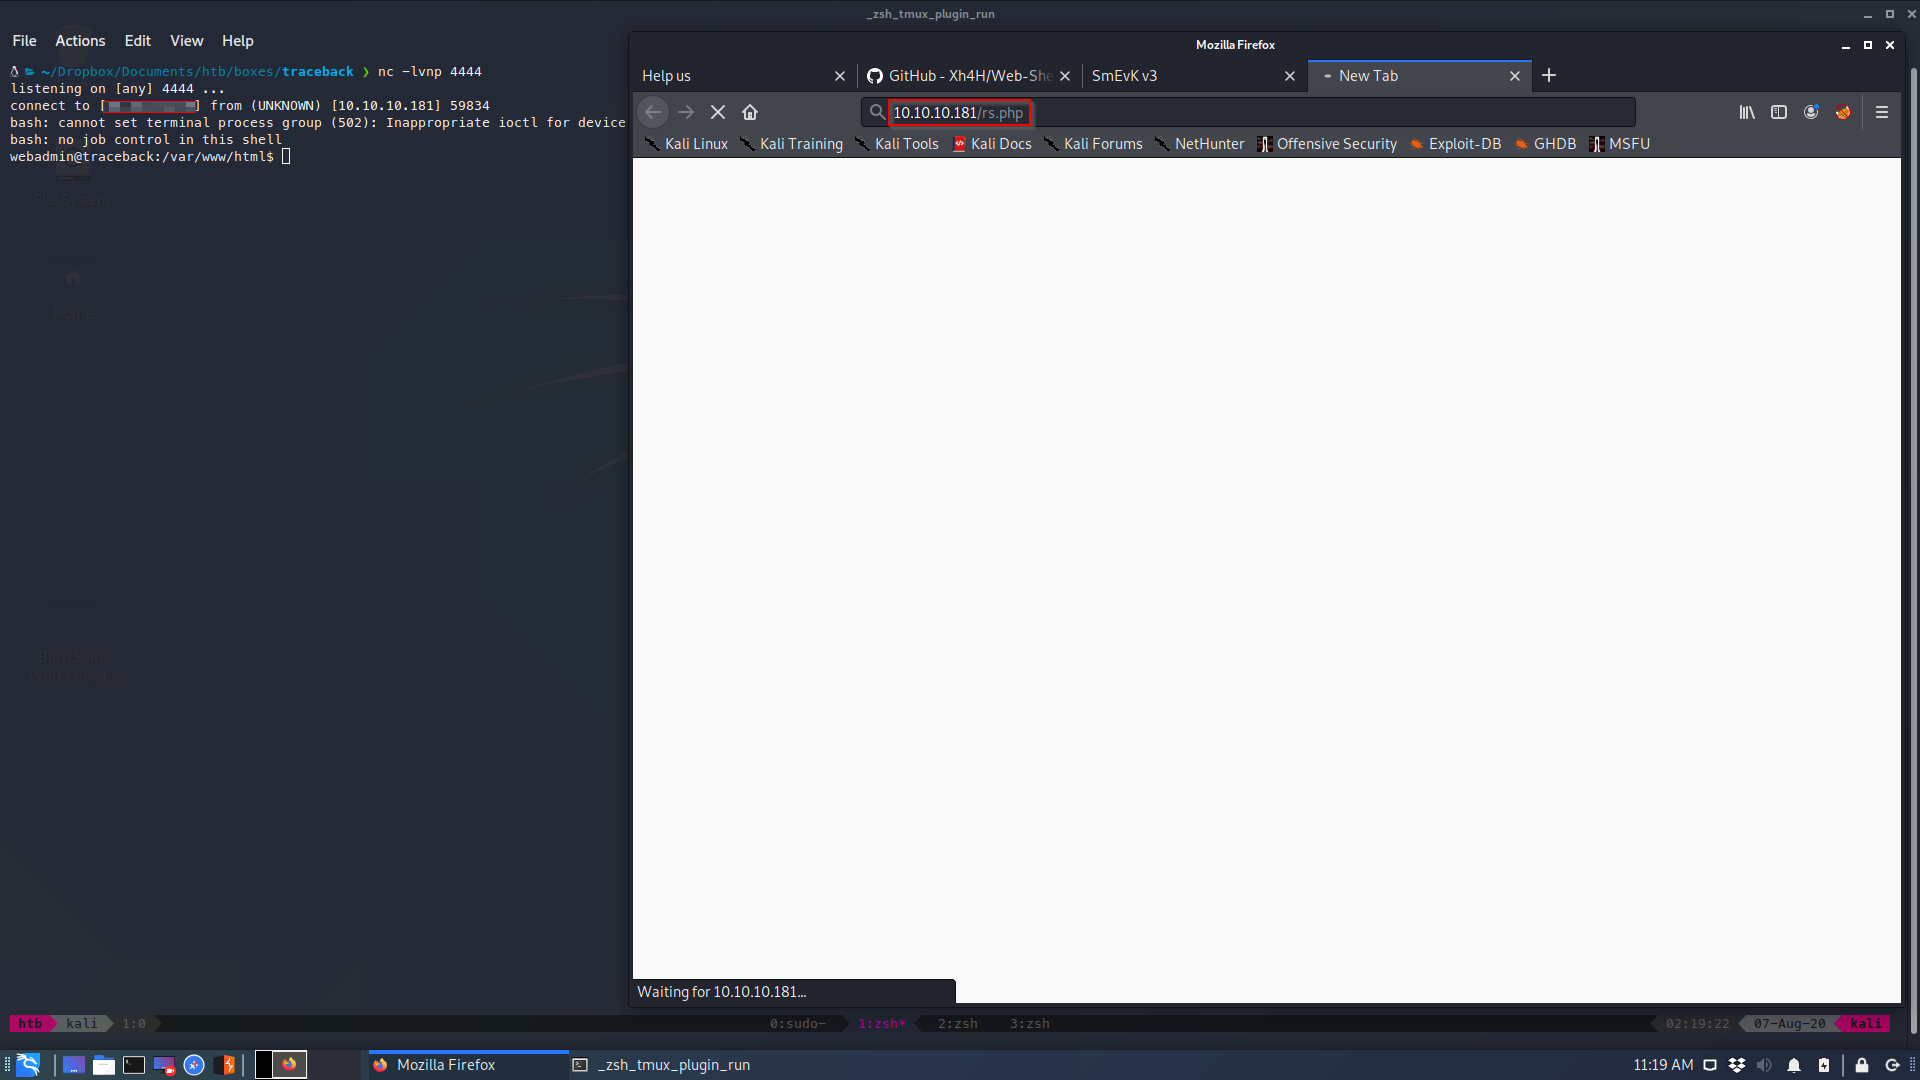 _zsh_tmux_plugin_run
File Actions Edit View Help
~/Dropbox/Documents/htb/boxes/traceback ❯ nc -lvnp 4444
listening on [any] 4444 ...
connect to [ ] from (UNKNOWN) [10.10.10.181] 59834
bash: cannot set terminal process group (502): Inappropriate ioctl for device
bash: no job control in this shell
webadmin@traceback:/var/www/html$
File System
Home
Burp Suite
Professiona...
Mozilla Firefox
Help us
GitHub - Xh4H/Web-She
SmEvK v3
New Tab
10.10.10.181/rs.php
Kali Linux Kali Training Kali Tools Kali Docs Kali Forums NetHunter Offensive Security Exploit-DB GHDB MSFU
Waiting for 10.10.10.181...
htb kali 1:0 0:sudo- 1:zsh* 2:zsh 3:zsh 02:19:22 07-Aug-20 kali
Mozilla Firefox _zsh_tmux_plugin_run 11:19 AM